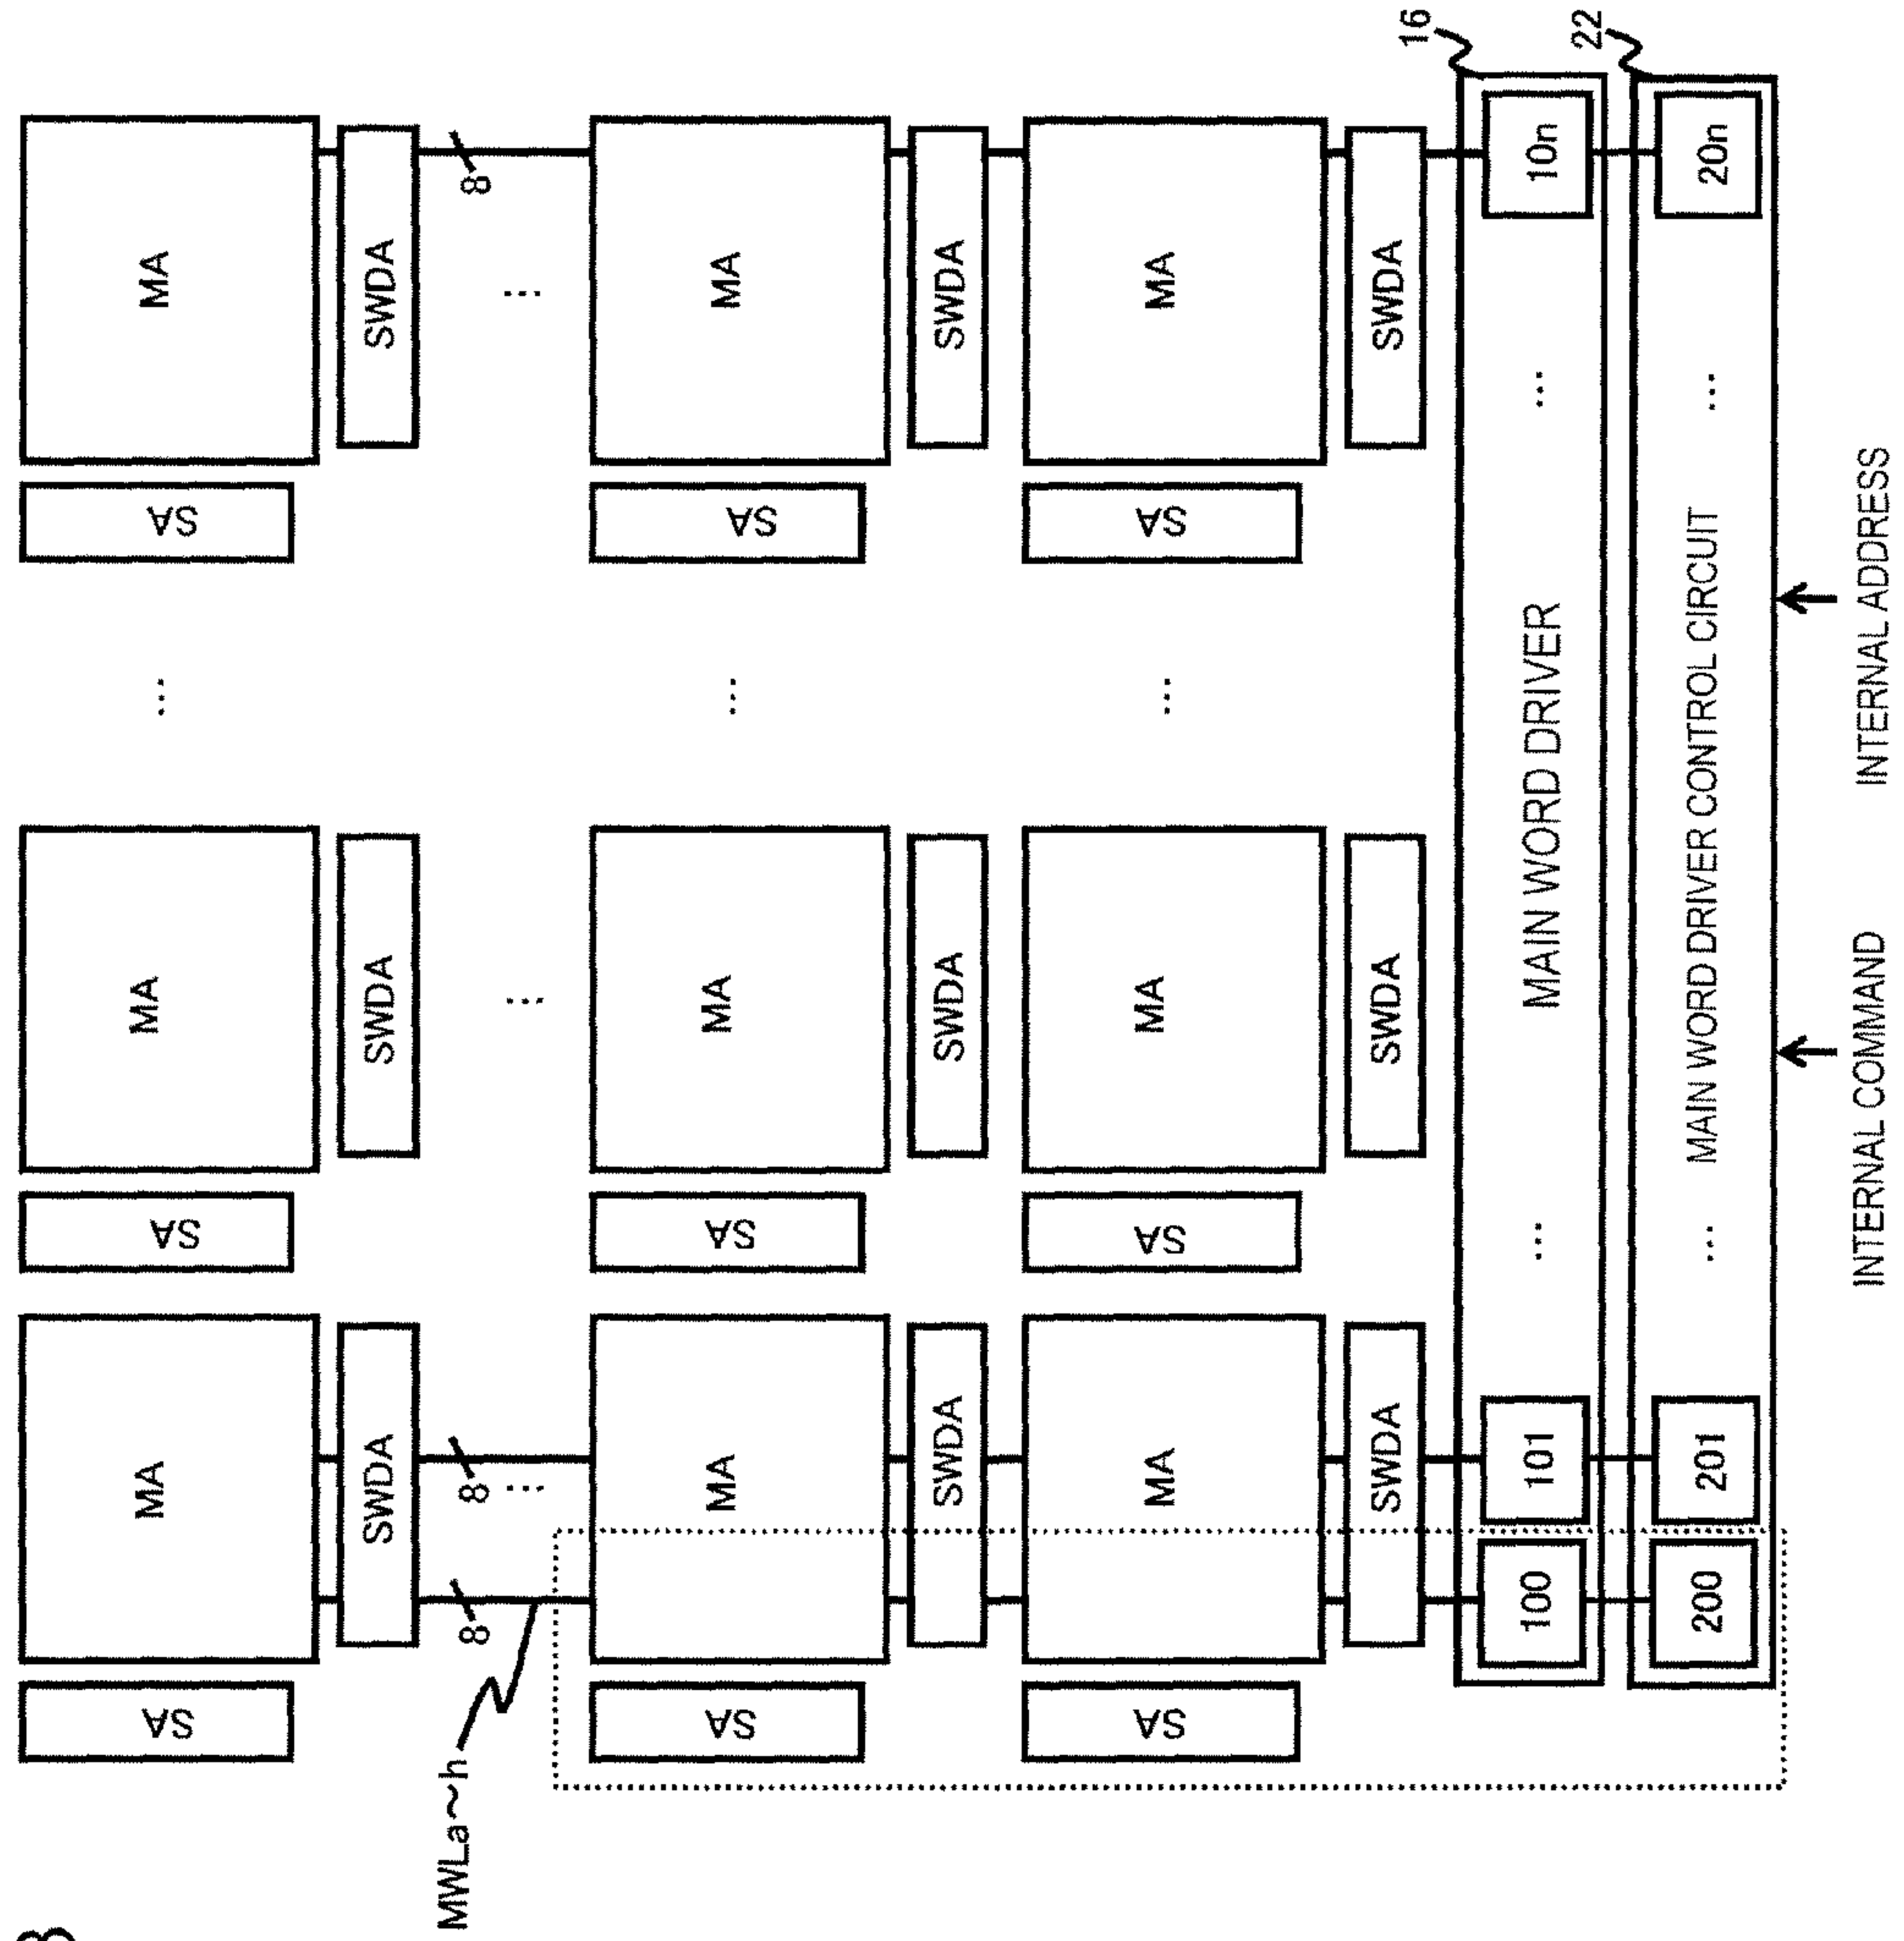 SA
MA
SA
MA
...
SA
MA
SWDA
SWDA
SWDA
MWLa~h
8
8
8
...
...
...
SA
MA
SA
MA
...
SA
MA
SWDA
SWDA
SWDA
SA
MA
SA
MA
...
SA
MA
SWDA
SWDA
SWDA
16
100
101
...
MAIN WORD DRIVER
...
10n
22
200
201
...
MAIN WORD DRIVER CONTROL CIRCUIT
...
20n
INTERNAL COMMAND
INTERNAL ADDRESS